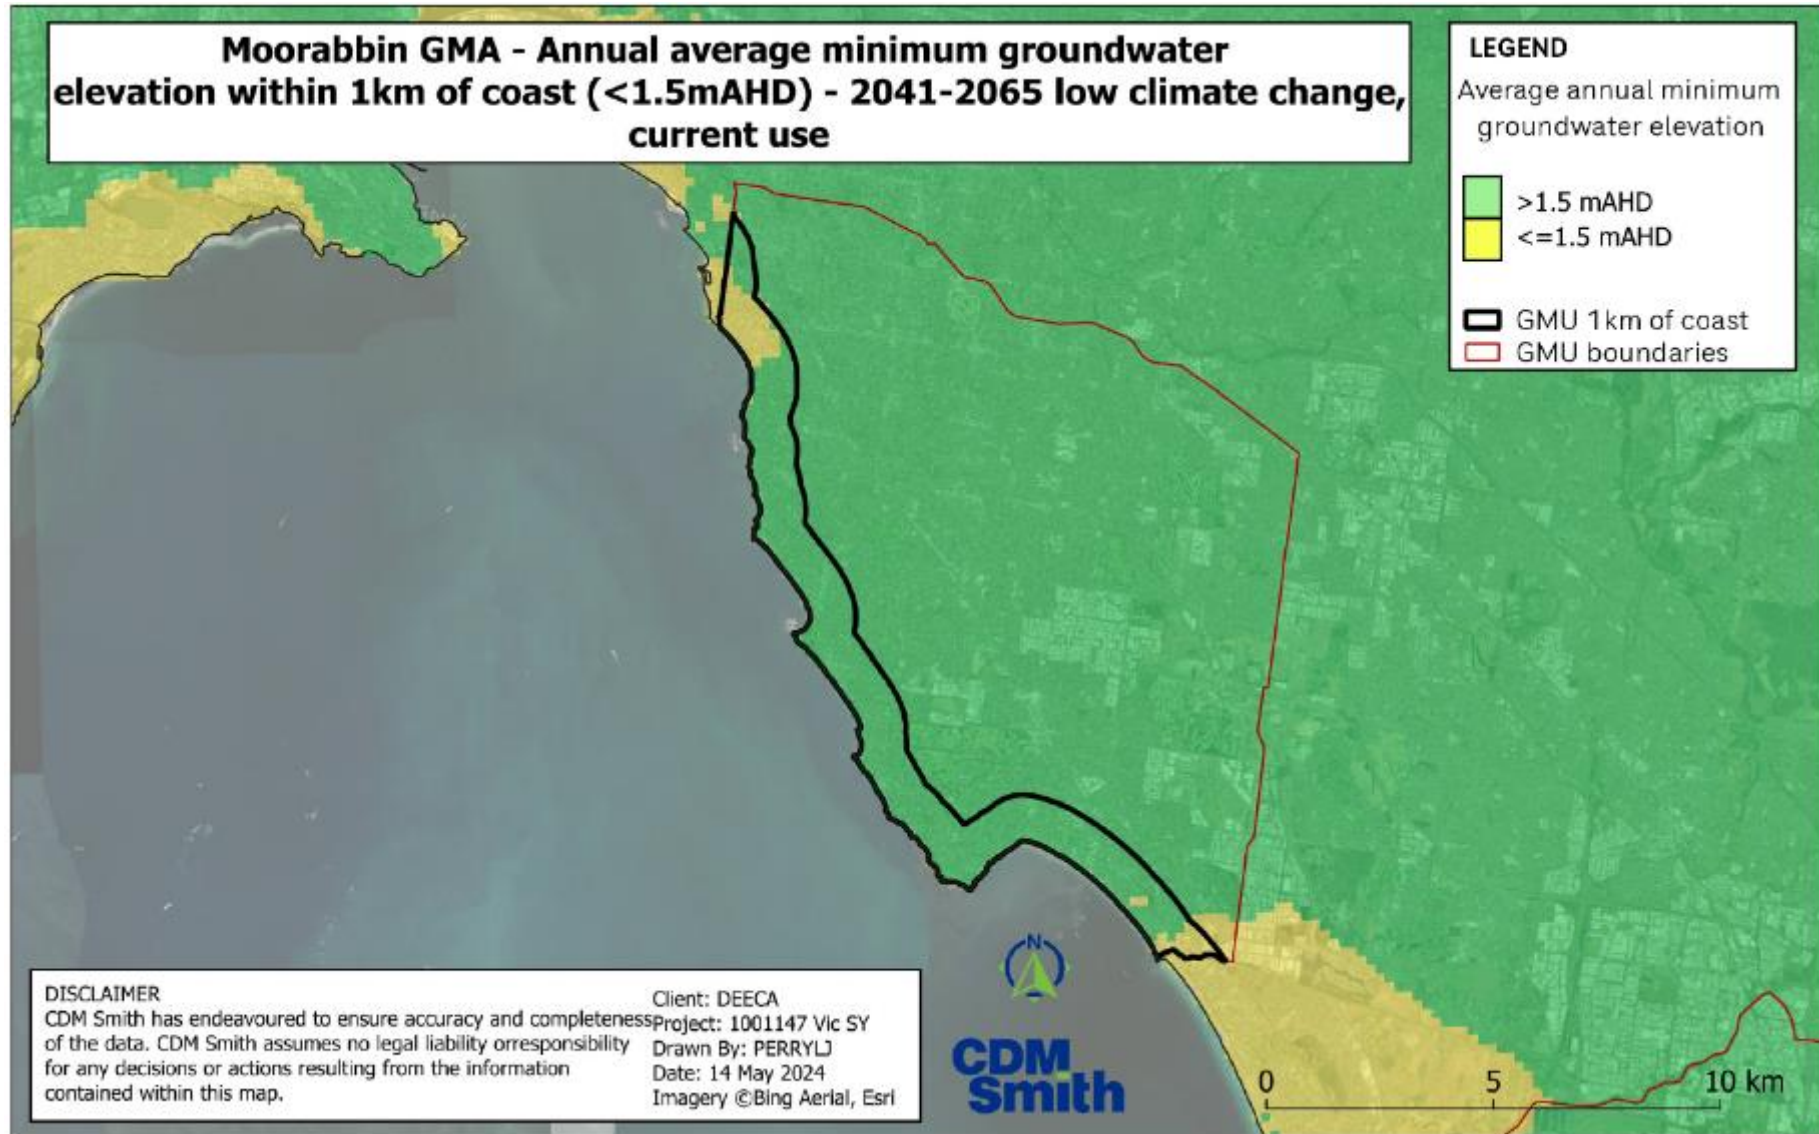 Moorabbin GMA - Annual average minimum groundwater
elevation within 1km of coast (<1.5mAHD) - 2041-2065 low climate change,
current use
LEGEND
Average annual minimum
groundwater elevation
>1.5 mAHD
<=1.5 mAHD
GMU 1km of coast
GMU boundaries
DISCLAIMER
CDM Smith has endeavoured to ensure accuracy and completeness
of the data. CDM Smith assumes no legal liability orresponsibility
for any decisions or actions resulting from the information
contained within this map.
Client: DEECA
Project: 1001147 Vic SY
Drawn By: PERRYLJ
Date: 14 May 2024
Imagery ©Bing Aerial, Esri
N
CDM
Smith
0 5 10 km